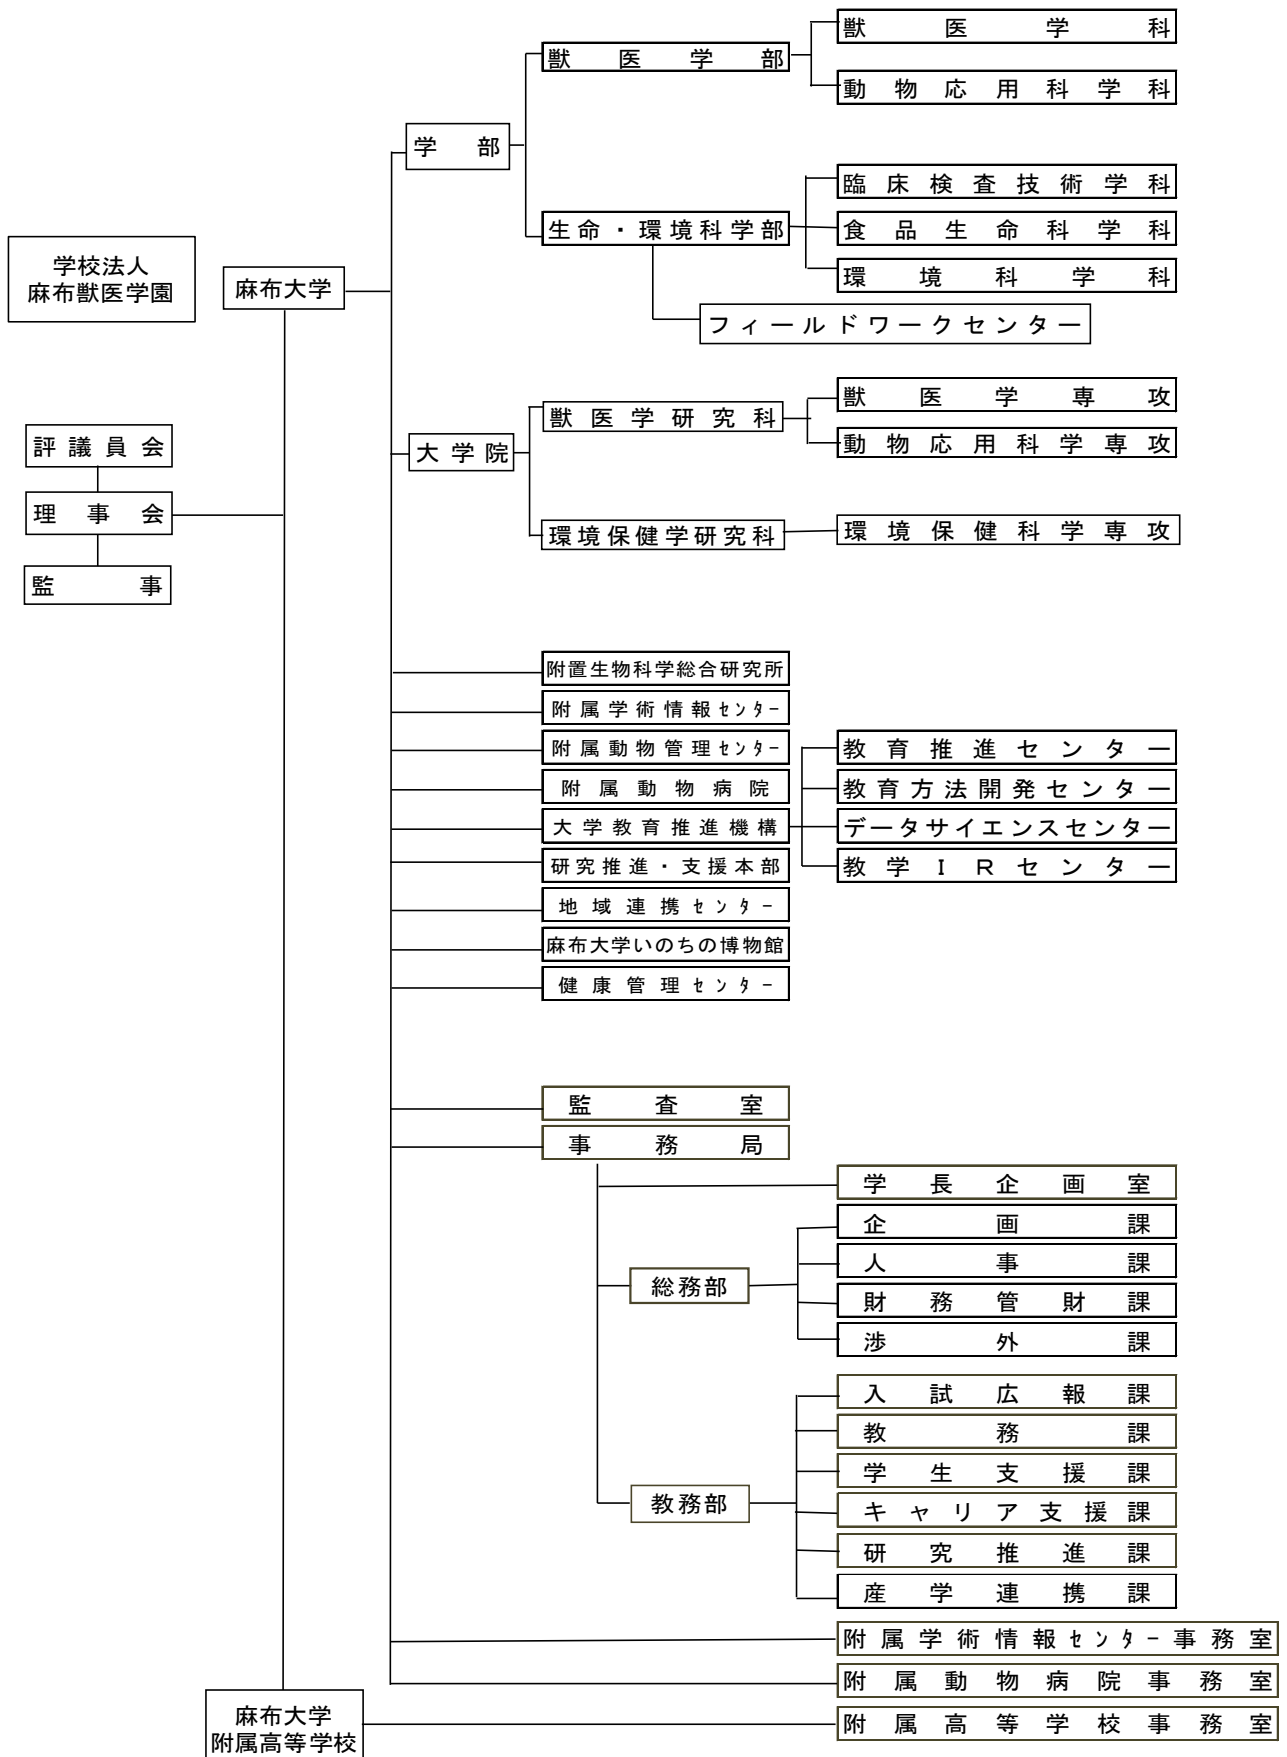 獣医学科
獣医学部
動物応用科学科
学部
臨床検査技術学科
生命・環境科学部
食品生命科学科
環境科学科
学校法人
麻布獣医学園
麻布大学
フィールドワークセンター
獣医学専攻
獣医学研究科
動物応用科学専攻
評議員会
大学院
理事会
環境保健学研究科
環境保健科学専攻
監事
附置生物科学総合研究所
附属学術情報ｾﾝﾀｰ
附属動物管理ｾﾝﾀｰ
教育推進センター
附属動物病院
教育方法開発センター
大学教育推進機構
データサイエンスセンター
研究推進・支援本部
教学ＩＲセンター
地域連携ｾﾝﾀｰ
麻布大学いのちの博物館
健康管理ｾﾝﾀｰ
監査室
事務局
学長企画室
企画課
人事課
総務部
財務管財課
渉外課
入試広報課
教務課
学生支援課
教務部
キャリア支援課
研究推進課
産学連携課
附属学術情報ｾﾝﾀｰ事務室
附属動物病院事務室
麻布大学
附属高等学校
附属高等学校事務室